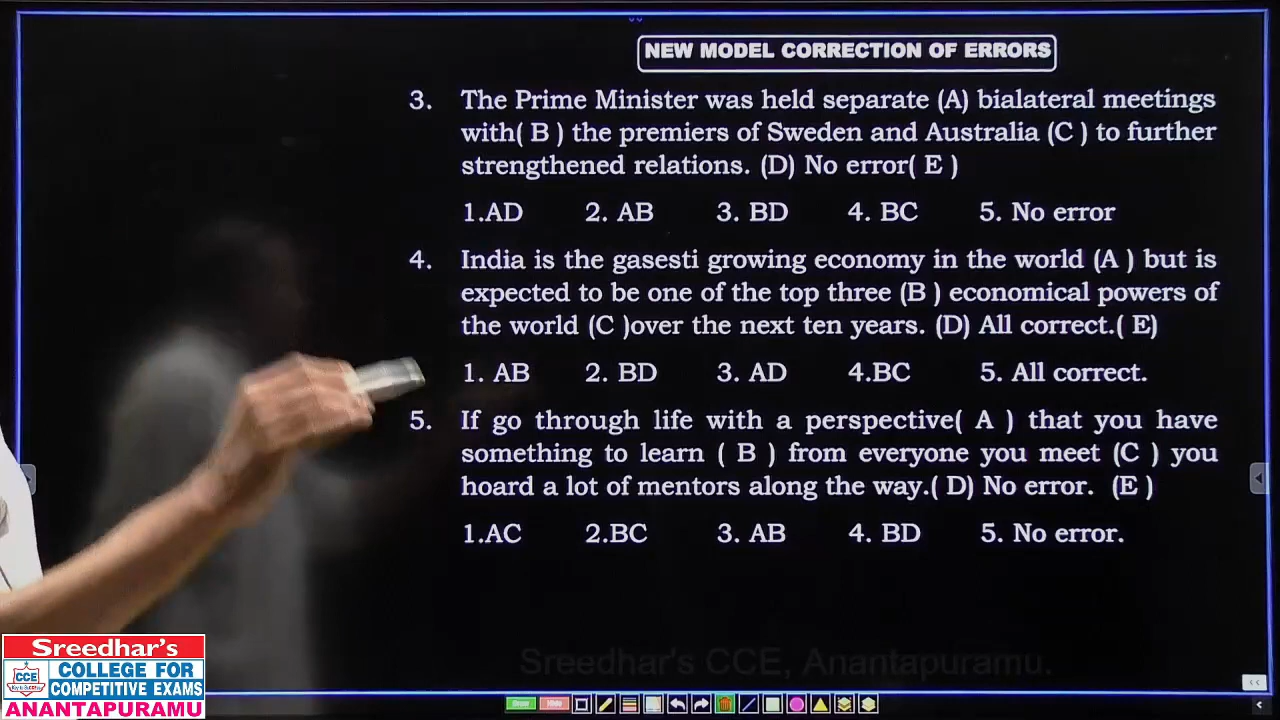 NEW MODEL CORRECTION OF ERRORS
3. The Prime Minister was held separate (A) bialateral meetings
with( B ) the premiers of Sweden and Australia (C ) to further
strengthened relations. (D) No error( E )
1.AD 2. AB 3. BD 4. BC 5. No error
4. India is the gasesti growing economy in the world (A ) but is
expected to be one of the top three (B ) economical powers of
the world (C )over the next ten years. (D) All correct.( E)
1. AB 2. BD 3. AD 4.BC 5. All correct.
5. If go through life with a perspective( A ) that you have
something to learn ( B ) from everyone you meet (C ) you
hoard a lot of mentors along the way.( D) No error. (E )
1.AC 2.BC 3. AB 4. BD 5. No error.
Sreedhar's CCE, Anantapuramu.
Sreedhar's
CCE
COLLEGE FOR
COMPETITIVE EXAMS
ANANTAPURAMU